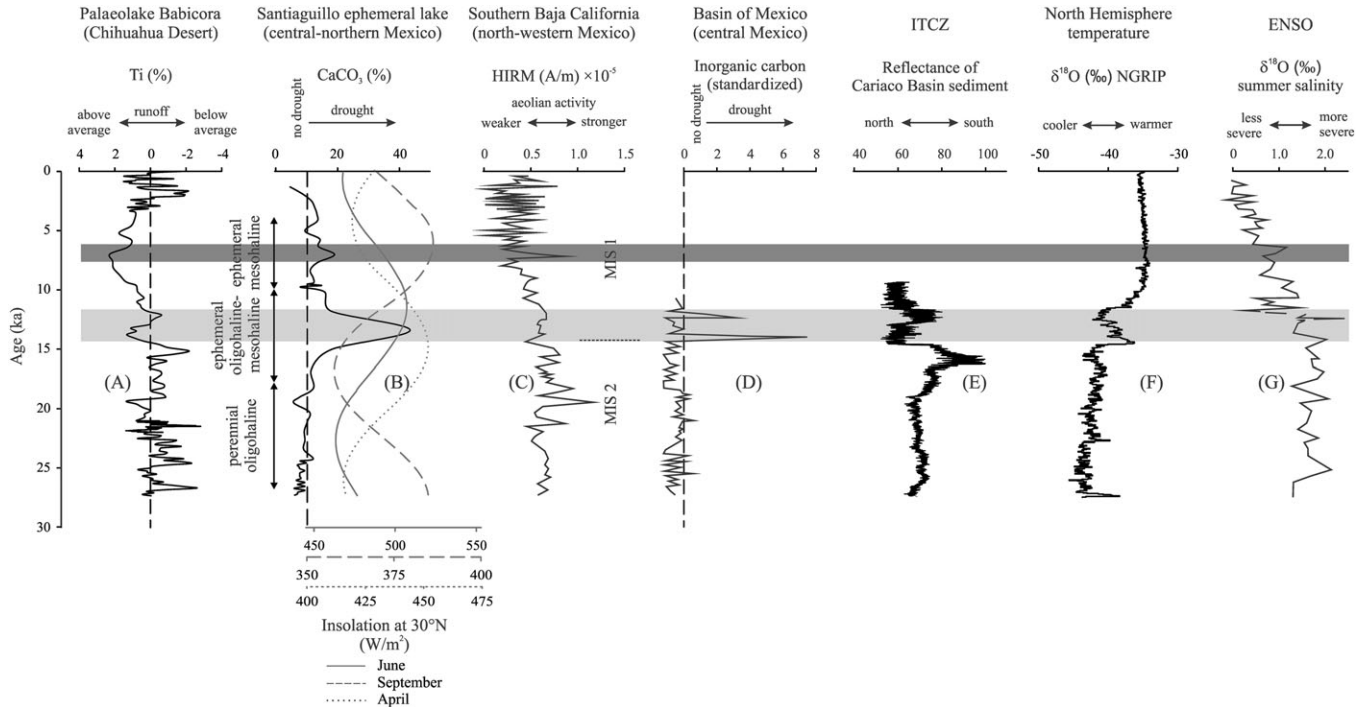 Palaeolake Babicora
(Chihuahua Desert)
Ti (%)
above
average
runoff
below
average
4 2 0 -2 -4
Santiaguillo ephemeral lake
(central-northern Mexico)
CaCO₃ (%)
no drought
drought
0 20 40
Southern Baja California
(north-western Mexico)
HIRM (A/m) ×10⁻⁵
aeolian activity
weaker
stronger
0 0.5 1.0 1.5
Basin of Mexico
(central Mexico)
Inorganic carbon
(standardized)
no drought
drought
0 2 4 6 8
ITCZ
Reflectance of
Cariaco Basin sediment
north
south
40 60 80 100
North Hemisphere
temperature
δ¹⁸O (‰) NGRIP
cooler
warmer
-50 -40 -30
ENSO
δ¹⁸O (‰)
summer salinity
less
severe
more
severe
0 1.0 2.0
Age (ka)
0
5
10
15
20
25
30
ephemeral
mesohaline
ephemeral
oligohaline-
mesohaline
perennial
oligohaline
MIS 1
MIS 2
(A)
(B)
(C)
(D)
(E)
(F)
(G)
450 500 550
350 375 400
400 425 450 475
Insolation at 30°N
(W/m²)
June
September
April